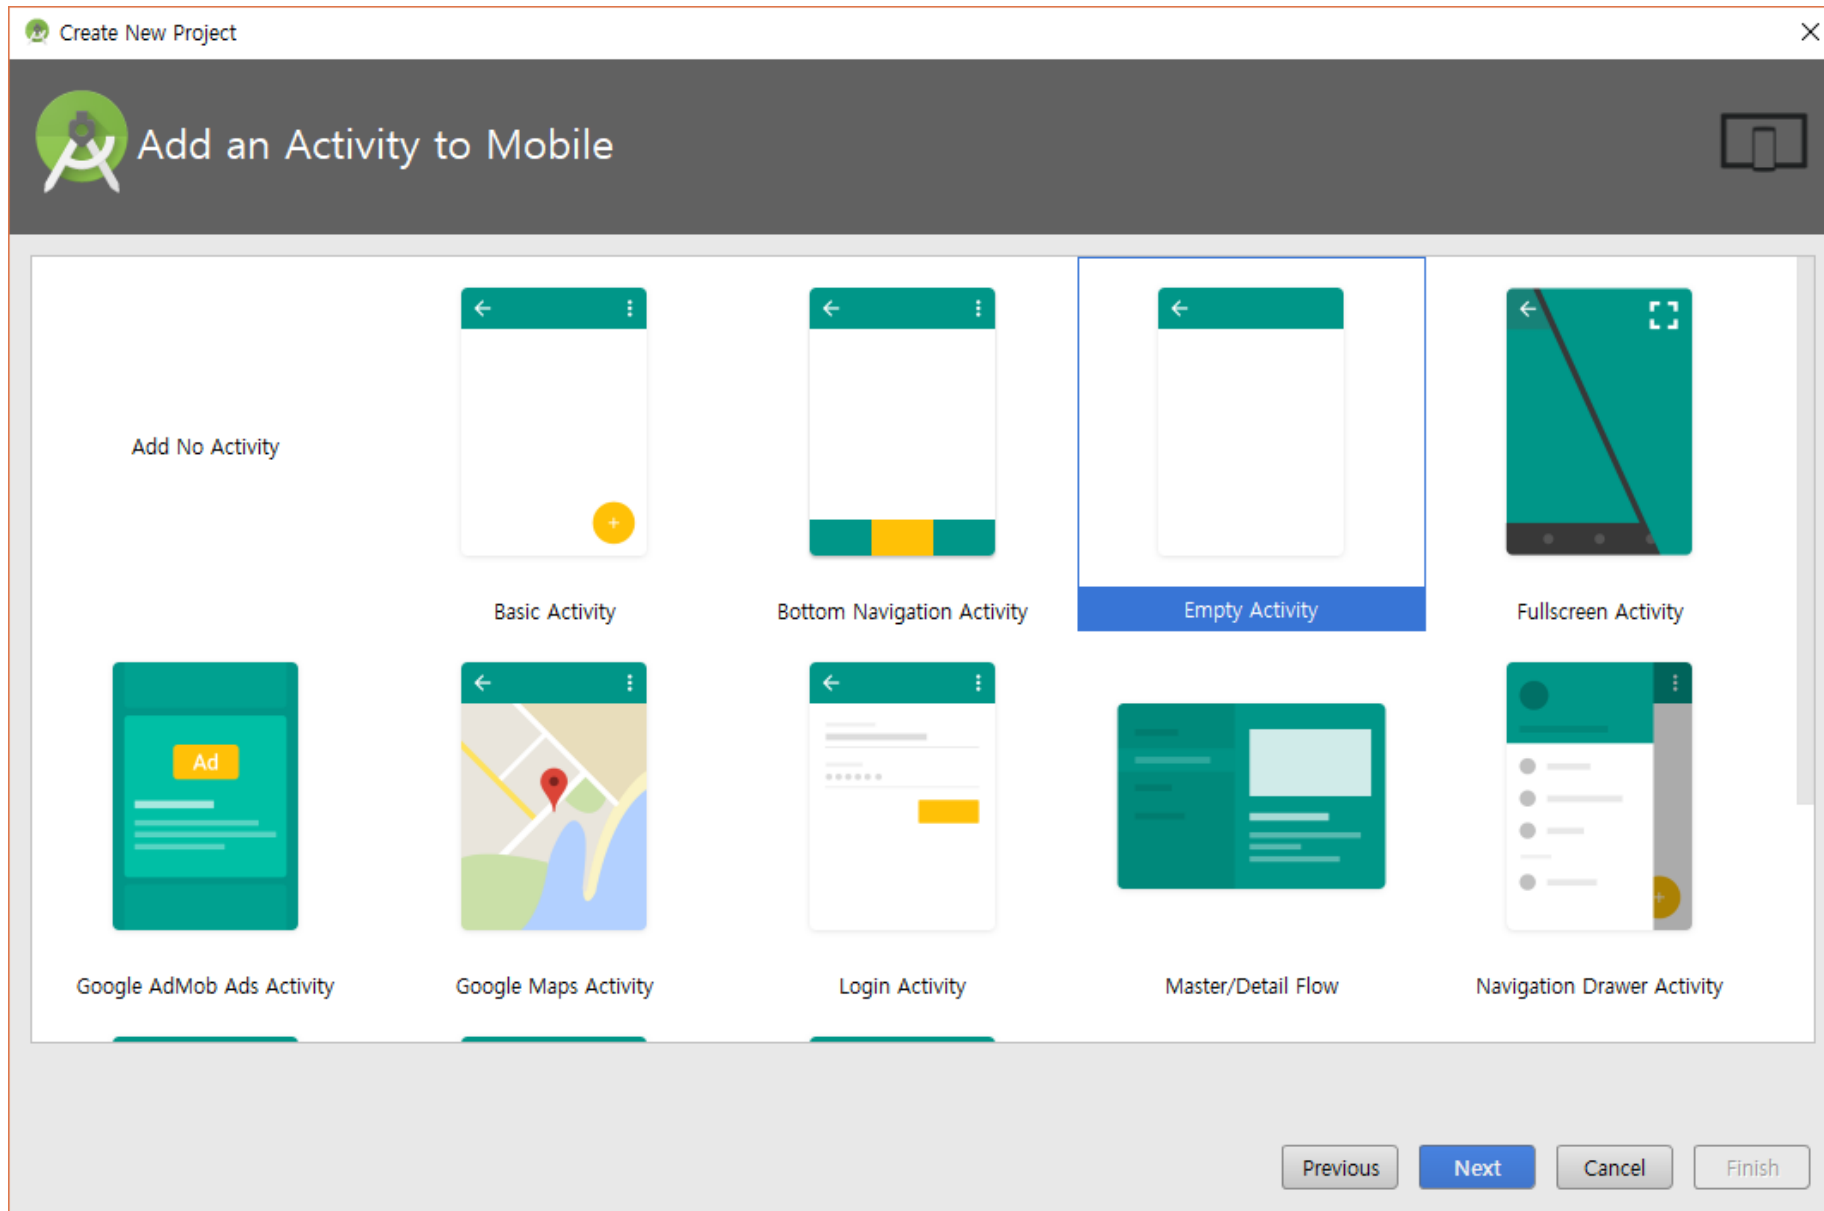 Create New Project
Add an Activity to Mobile
Add No Activity
Basic Activity
Bottom Navigation Activity
Empty Activity
Fullscreen Activity
Ad
Google AdMob Ads Activity
Google Maps Activity
Login Activity
Master/Detail Flow
Navigation Drawer Activity
Previous
Next
Cancel
Finish